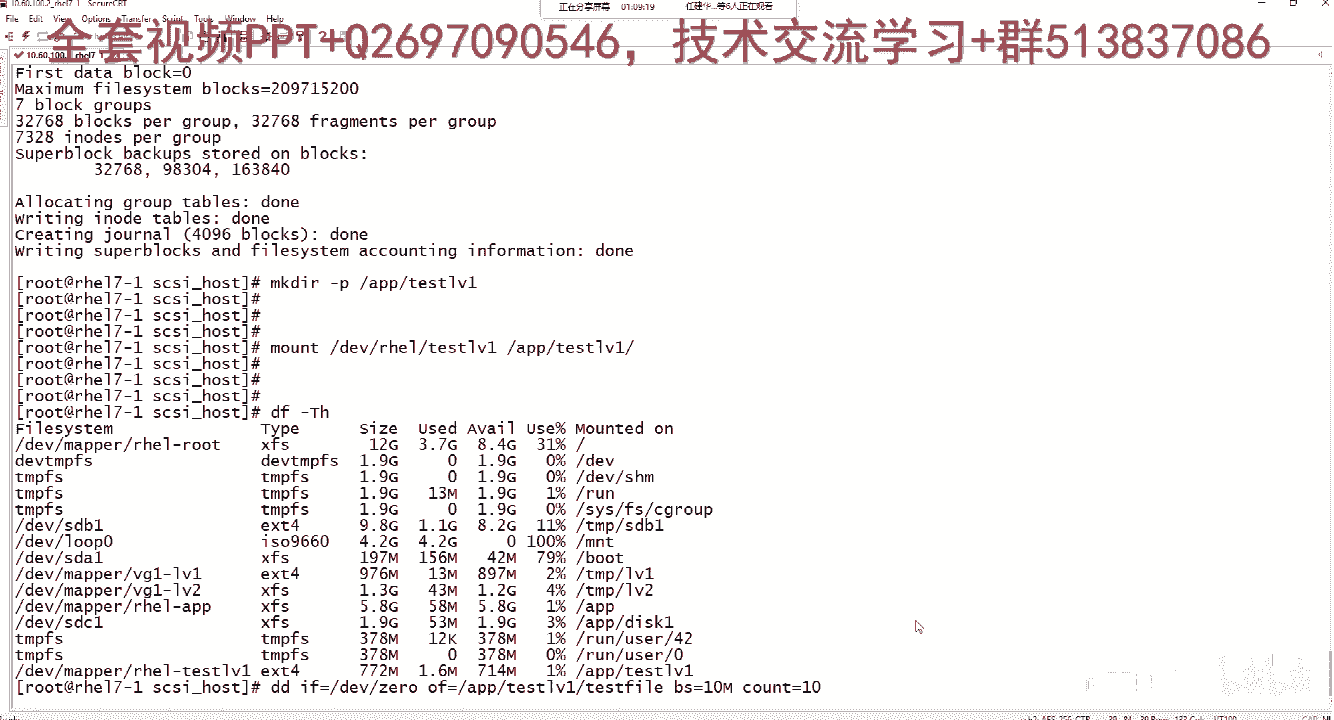 10.60.100.2_rhel7 - SecureCRT
正在分享屏幕 01:09:19 任建华...等6人正在观看
File Edit View Options Transfer Script Tools Window Help
全套视频PPT+Q2697090546，技术交流学习+群513837086
First data block=0
Maximum filesystem blocks=209715200
7 block groups
32768 blocks per group, 32768 fragments per group
7328 inodes per group
Superblock backups stored on blocks:
32768, 98304, 163840
Allocating group tables: done
Writing inode tables: done
Creating journal (4096 blocks): done
Writing superblocks and filesystem accounting information: done
[root@rhel7-1 scsi_host]# mkdir -p /app/testlv1
[root@rhel7-1 scsi_host]#
[root@rhel7-1 scsi_host]#
[root@rhel7-1 scsi_host]#
[root@rhel7-1 scsi_host]# mount /dev/rhel/testlv1 /app/testlv1/
[root@rhel7-1 scsi_host]#
[root@rhel7-1 scsi_host]#
[root@rhel7-1 scsi_host]#
[root@rhel7-1 scsi_host]# df -Th
Filesystem Type Size Used Avail Use% Mounted on
/dev/mapper/rhel-root xfs 12G 3.7G 8.4G 31% /
devtmpfs devtmpfs 1.9G 0 1.9G 0% /dev
tmpfs tmpfs 1.9G 0 1.9G 0% /dev/shm
tmpfs tmpfs 1.9G 13M 1.9G 1% /run
tmpfs tmpfs 1.9G 0 1.9G 0% /sys/fs/cgroup
/dev/sdb1 ext4 9.8G 1.1G 8.2G 11% /tmp/sdb1
/dev/loop0 iso9660 4.2G 4.2G 0 100% /mnt
/dev/sda1 xfs 197M 156M 42M 79% /boot
/dev/mapper/vg1-lv1 ext4 976M 13M 897M 2% /tmp/lv1
/dev/mapper/vg1-lv2 xfs 1.3G 43M 1.2G 4% /tmp/lv2
/dev/mapper/rhel-app xfs 5.8G 58M 5.8G 1% /app
/dev/sdc1 xfs 1.9G 53M 1.9G 3% /app/disk1
tmpfs tmpfs 378M 12K 378M 1% /run/user/42
tmpfs tmpfs 378M 0 378M 0% /run/user/0
/dev/mapper/rhel-testlv1 ext4 772M 1.6M 714M 1% /app/testlv1
[root@rhel7-1 scsi_host]# dd if=/dev/zero of=/app/testlv1/testfile bs=10M count=10